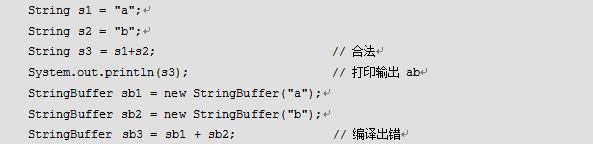 String s1 = "a";↵
String s2 = "b";↵
String s3 = s1+s2; // 合法↵
System.out.println(s3); // 打印输出 ab↵
StringBuffer sb1 = new StringBuffer("a");↵
StringBuffer sb2 = new StringBuffer("b");↵
StringBuffer sb3 = sb1 + sb2; // 编译出错↵